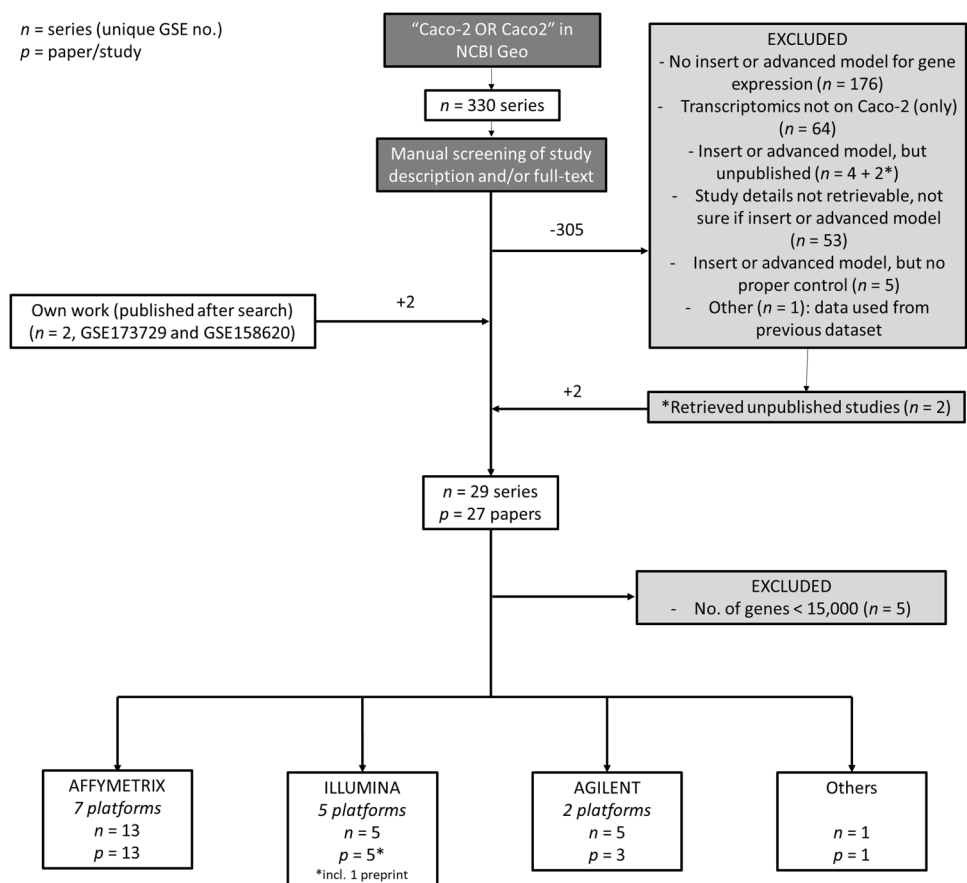 n = series (unique GSE no.)
p = paper/study
“Caco-2 OR Caco2” in
NCBI Geo
n = 330 series
Manual screening of study
description and/or full-text
EXCLUDED
- No insert or advanced model for gene
expression (n = 176)
- Transcriptomics not on Caco-2 (only)
(n = 64)
- Insert or advanced model, but
unpublished (n = 4 + 2*)
- Study details not retrievable, not
sure if insert or advanced model
(n = 53)
- Insert or advanced model, but no
proper control (n = 5)
- Other (n = 1): data used from
previous dataset
-305
Own work (published after search)
(n = 2, GSE173729 and GSE158620)
+2
+2
*Retrieved unpublished studies (n = 2)
n = 29 series
p = 27 papers
EXCLUDED
- No. of genes < 15,000 (n = 5)
AFFYMETRIX
7 platforms
n = 13
p = 13
ILLUMINA
5 platforms
n = 5
p = 5*
*incl. 1 preprint
AGILENT
2 platforms
n = 5
p = 3
Others
n = 1
p = 1